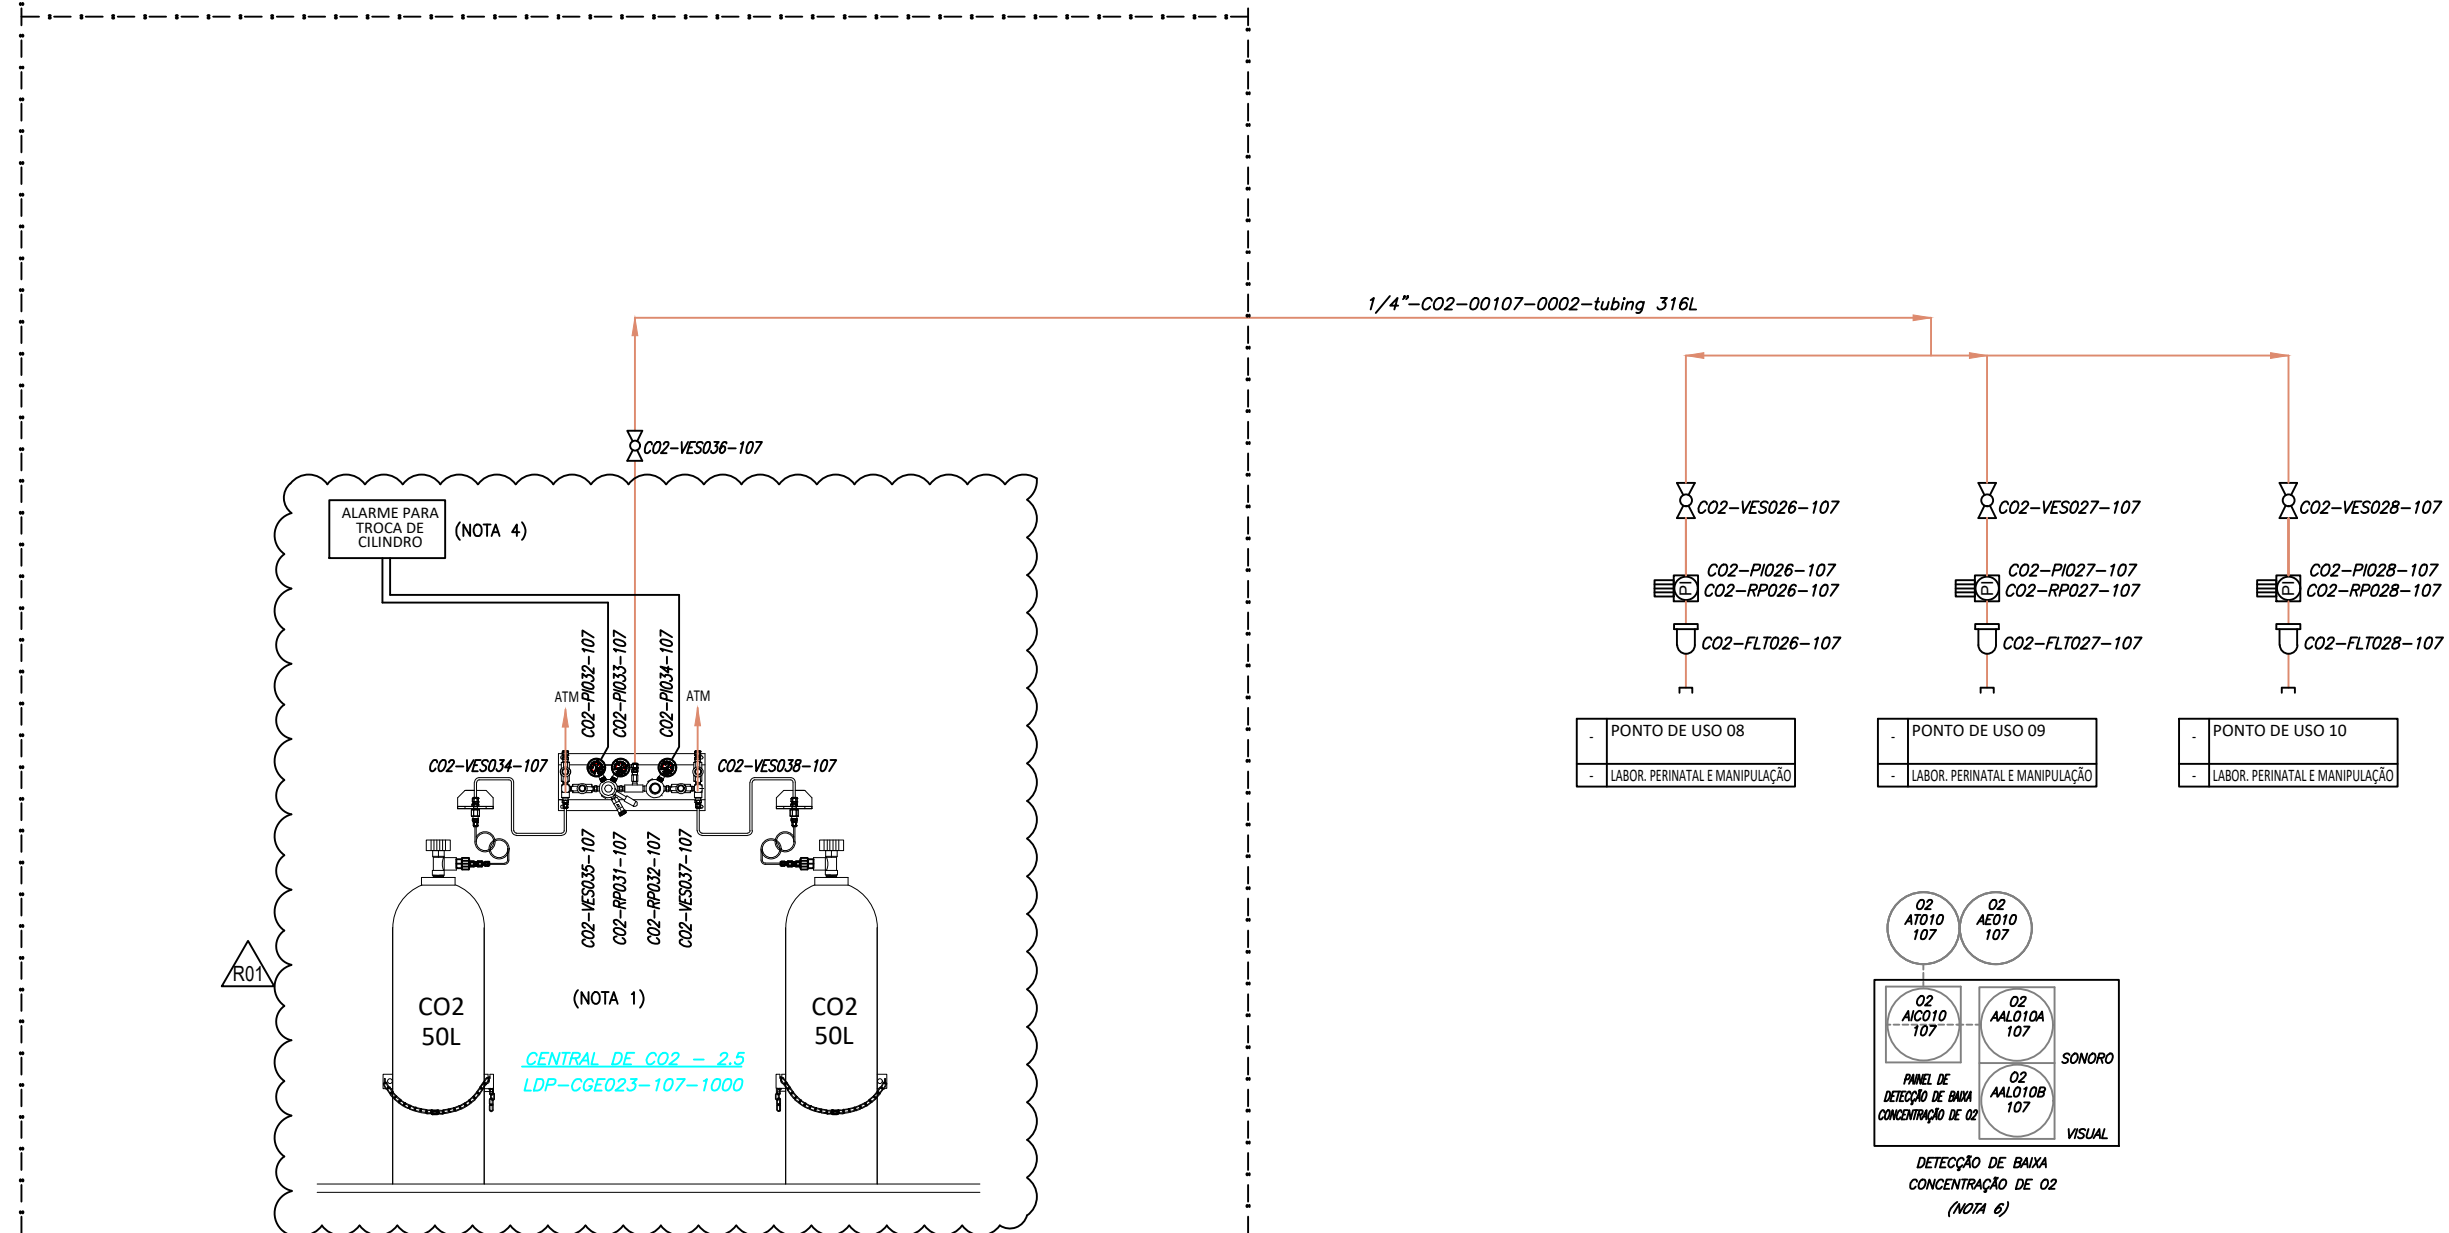 1/4"-CO2-00107-0002-tubing 316L
CO2-VES036-107
ALARME PARA
TROCA DE
CILINDRO
(NOTA 4)
CO2-VES026-107
CO2-VES027-107
CO2-VES028-107
CO2-PI026-107
CO2-RP026-107
CO2-PI027-107
CO2-RP027-107
CO2-PI028-107
CO2-RP028-107
PI
PI
PI
CO2-FLT026-107
CO2-FLT027-107
CO2-FLT028-107
CO2-PI032-107
CO2-PI033-107
CO2-PI034-107
ATM
ATM
CO2-VES034-107
CO2-VES038-107
- PONTO DE USO 08
- LABOR. PERINATAL E MANIPULAÇÃO
- PONTO DE USO 09
- LABOR. PERINATAL E MANIPULAÇÃO
- PONTO DE USO 10
- LABOR. PERINATAL E MANIPULAÇÃO
CO2-VES035-107
CO2-RP031-107
CO2-RP032-107
CO2-VES037-107
R01
(NOTA 1)
CO2
50L
CO2
50L
CENTRAL DE CO2 - 2.5
LDP-CGE023-107-1000
O2
AT010
107
O2
AE010
107
O2
AIC010
107
O2
AAL010A
107
SONORO
O2
AAL010B
107
VISUAL
PAINEL DE
DETECÇÃO DE BAIXA
CONCENTRAÇÃO DE O2
DETECÇÃO DE BAIXA
CONCENTRAÇÃO DE O2
(NOTA 6)